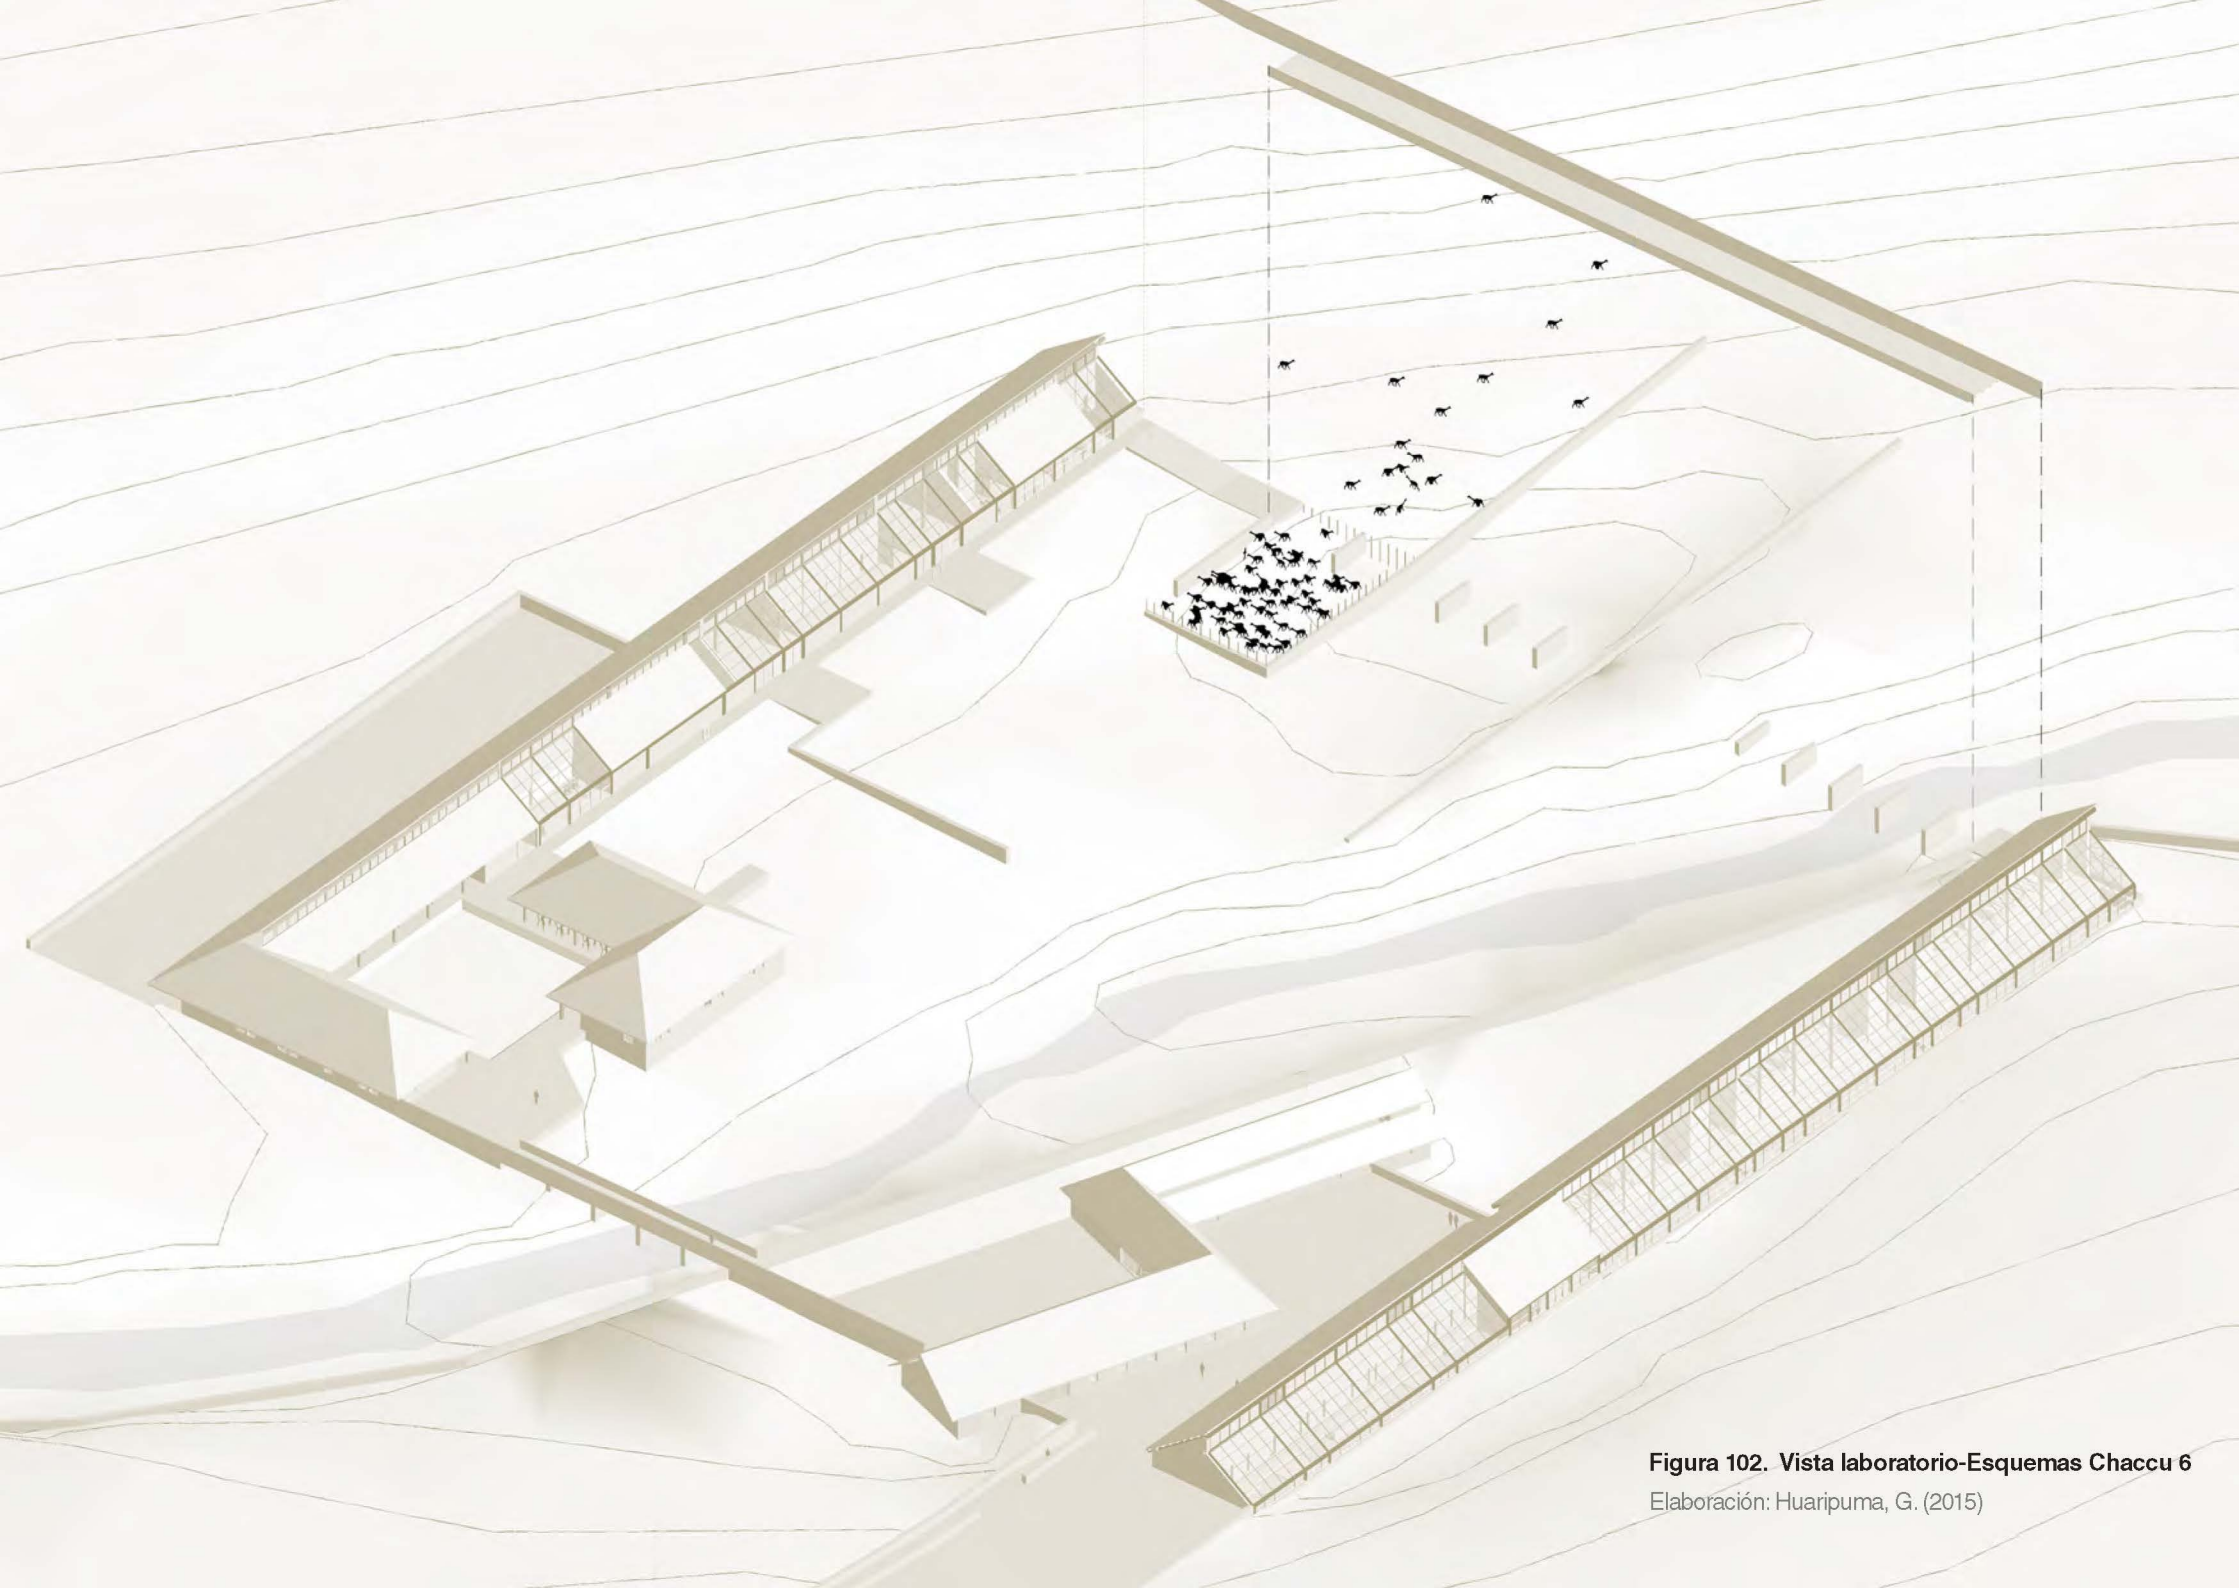 Figura 102. Vista laboratorio-Esquemas Chaccu 6
Elaboración: Huaripuma, G. (2015)